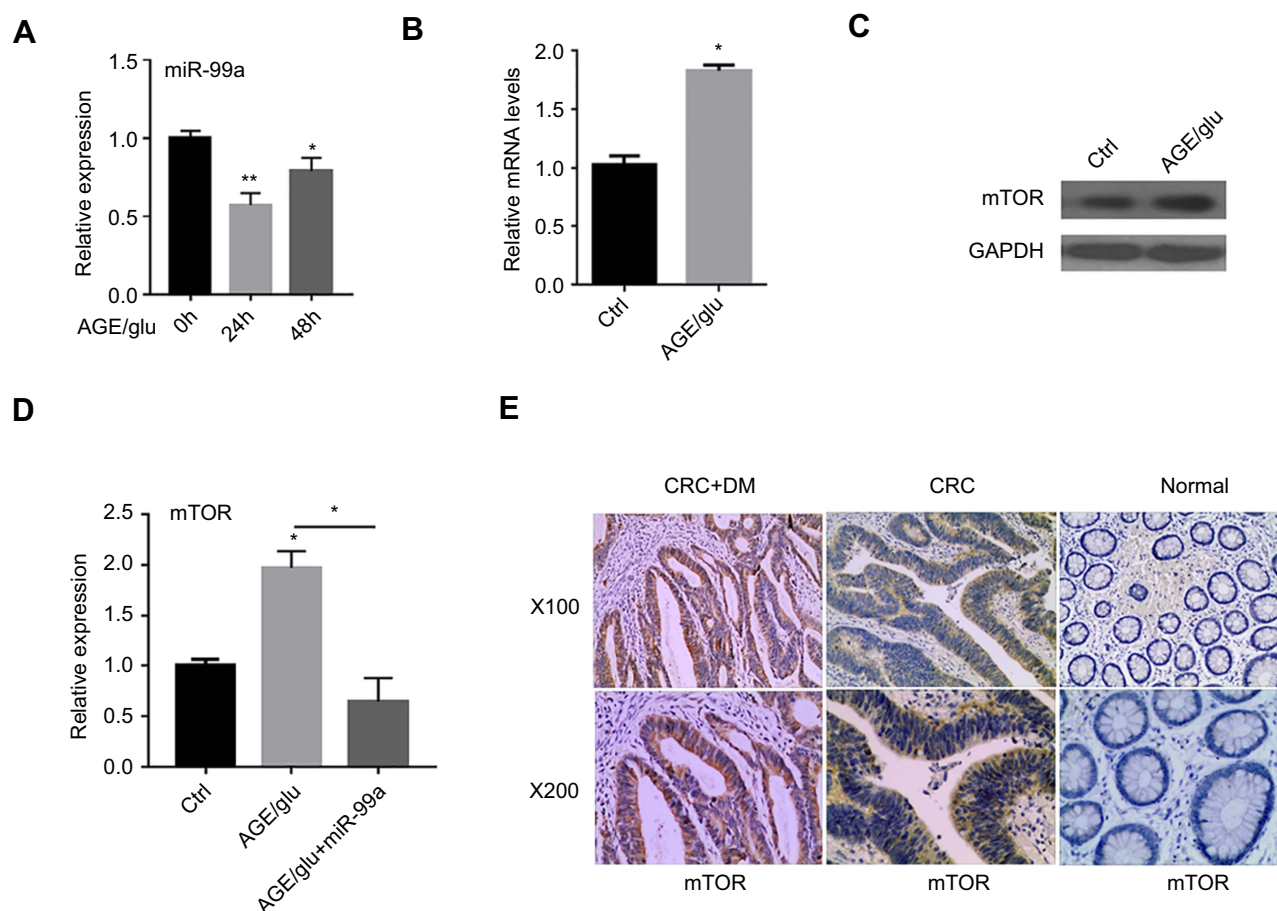 A
miR-99a
Relative expression
1.5
1.0
0.5
0.0
**
*
AGE/glu
0h
24h
48h
B
Relative mRNA levels
2.0
1.5
1.0
0.5
0.0
*
Ctrl
AGE/glu
C
Ctrl
AGE/glu
mTOR
GAPDH
D
mTOR
Relative expression
2.5
2.0
1.5
1.0
0.5
0.0
*
*
Ctrl
AGE/glu
AGE/glu+miR-99a
E
CRC+DM
CRC
Normal
X100
X200
mTOR
mTOR
mTOR